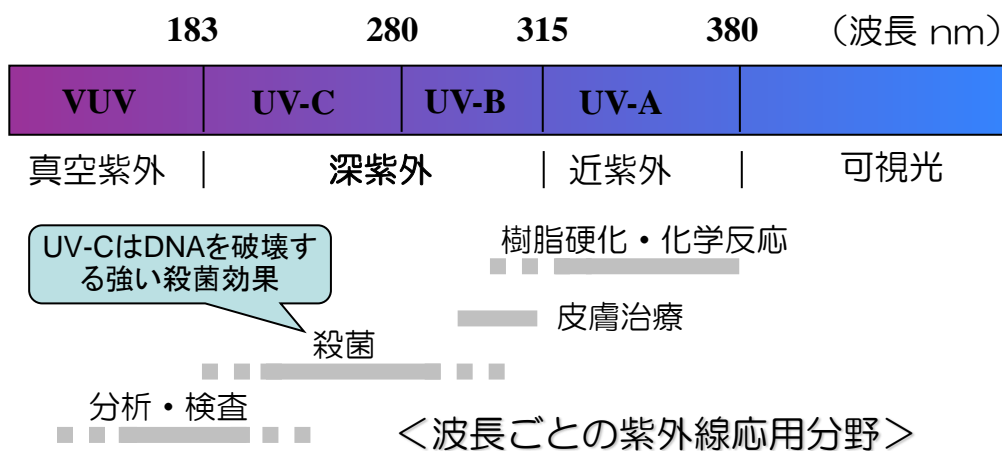 183 280 315 380 （波長 nm）
VUV UV-C UV-B UV-A
真空紫外 深紫外 近紫外 可視光
UV-CはDNAを破壊す
る強い殺菌効果
樹脂硬化・化学反応
皮膚治療
殺菌
分析・検査
＜波長ごとの紫外線応用分野＞